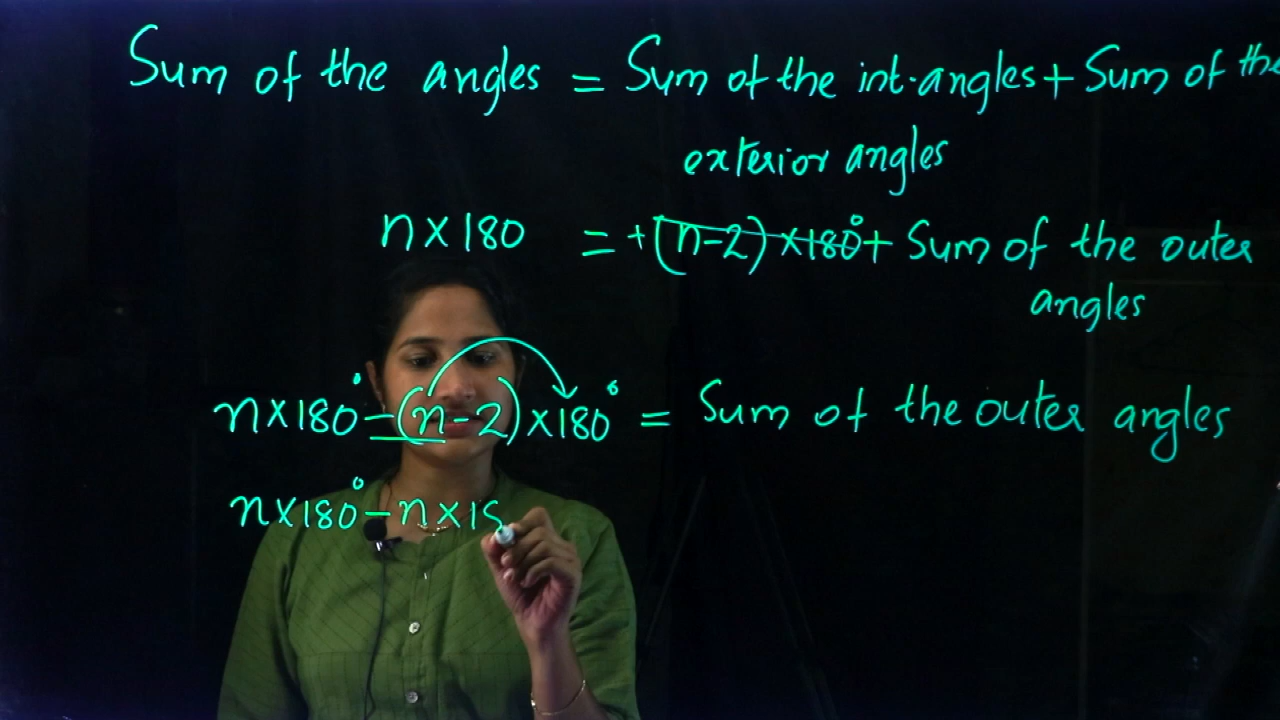 Sum of the angles = Sum of the int. angles + Sum of the
exterior angles
n × 180 = +(n-2) × 180° + Sum of the outer
angles
n × 180° - (n-2) × 180° = Sum of the outer angles
n × 180° - n × 1